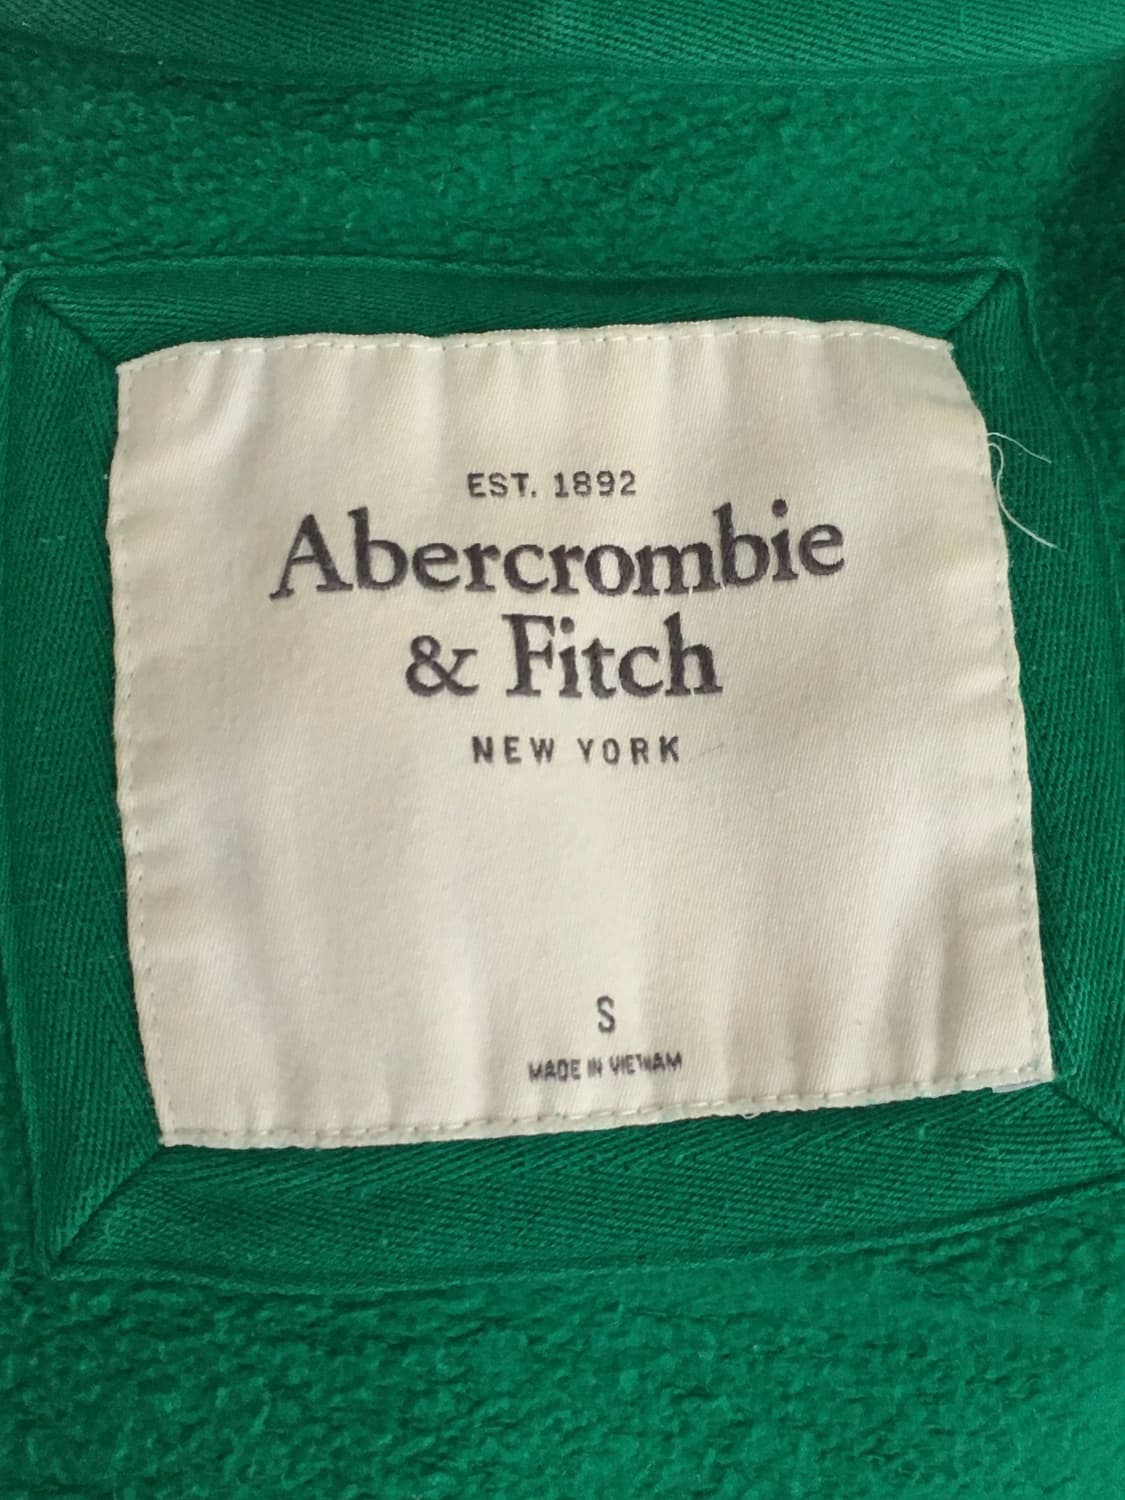 EST. 1892
Abercrombie
& Fitch
NEW YORK
S
MADE IN VIETNAM